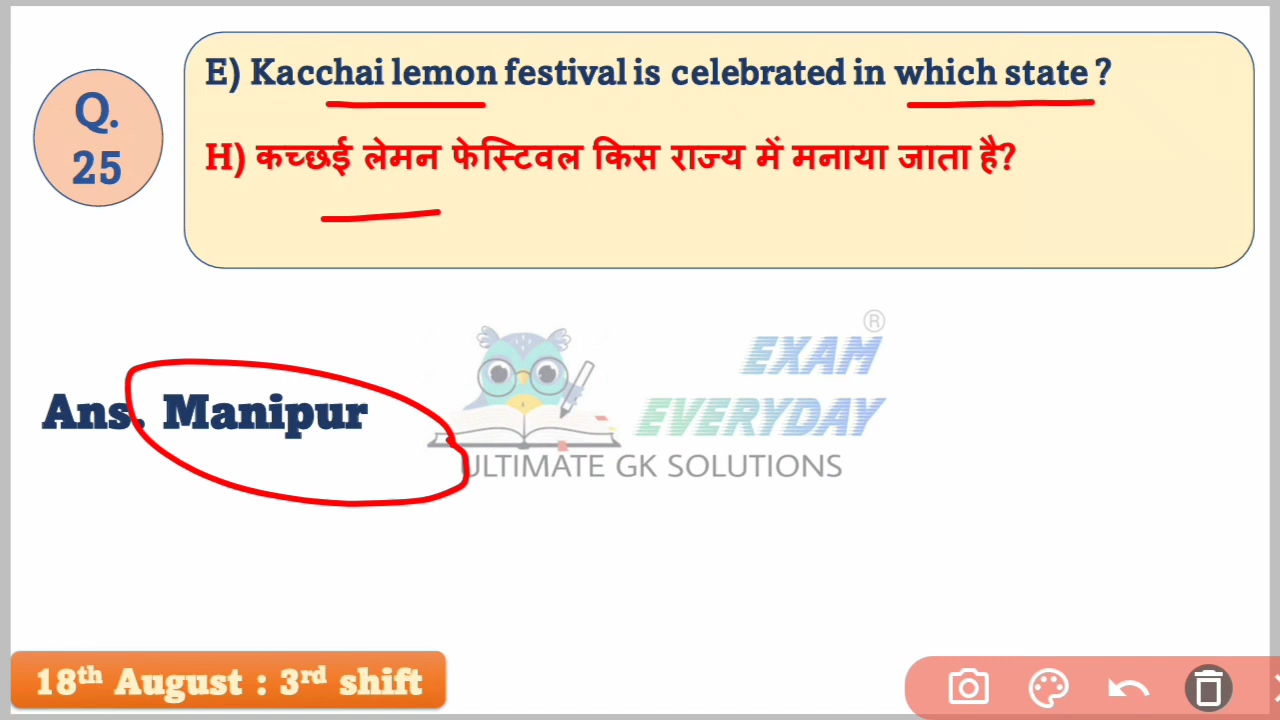 Q.
25
E) Kacchai lemon festival is celebrated in which state ?
H) कच्छई लेमन फेस्टिवल किस राज्य में मनाया जाता है?
Ans. Manipur
®
EXAM
EVERYDAY
ULTIMATE GK SOLUTIONS
18th August : 3rd shift